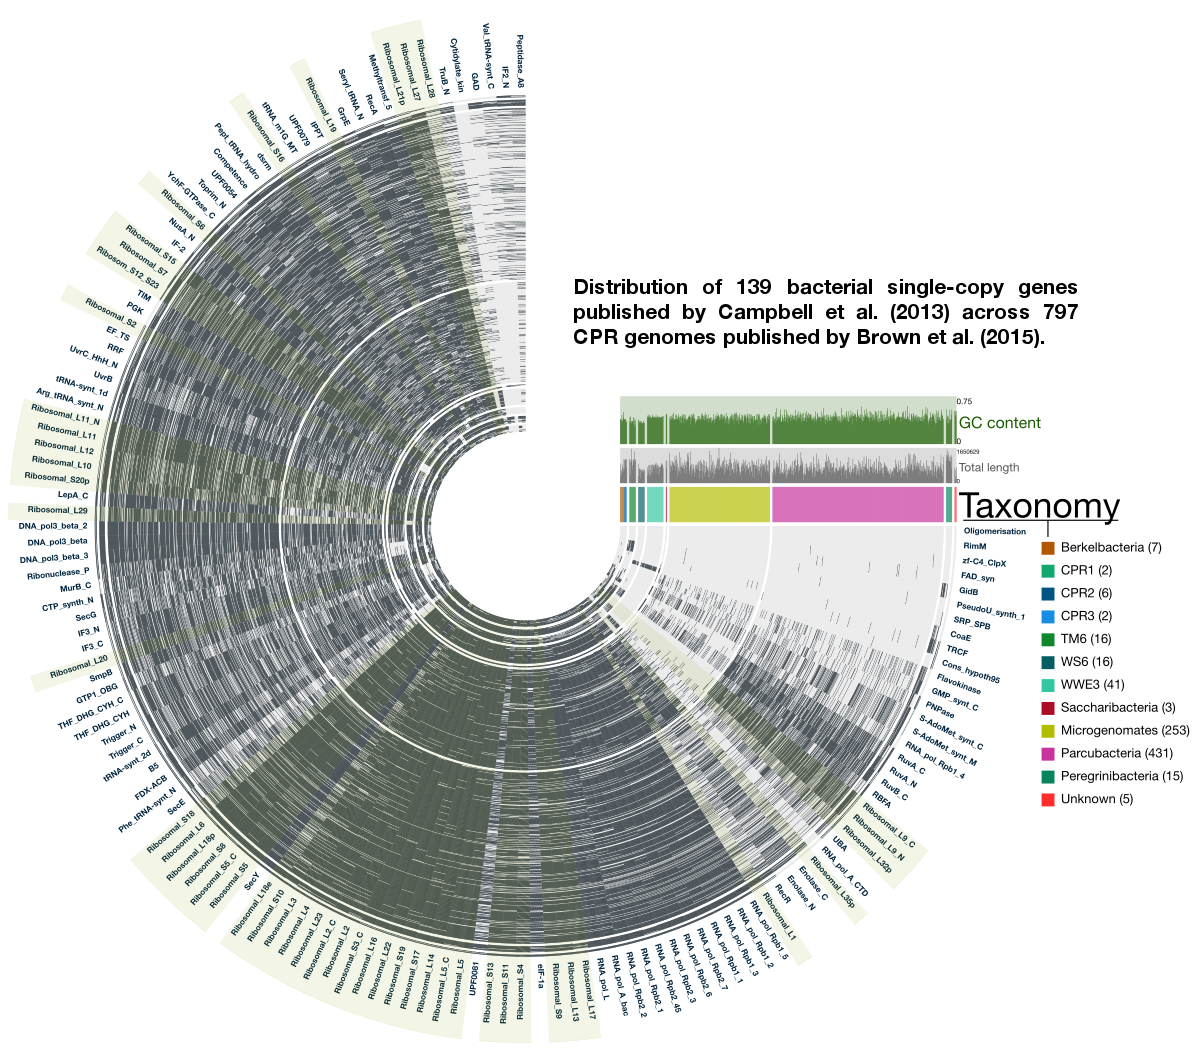 Peptidase_A8
IF2_N
Val_tRNA-synt_C
GAD
Cytidylate_kin
TruB_N
Ribosomal_L28
Ribosomal_L27
Ribosomal_L21p
Methyltransf_5
RecA
Seryl_tRNA_N
GrpE
Ribosomal_L19
IPPT
UPF0079
tRNA_m1G_MT
Ribosomal_S16
dsrm
Pept_tRNA_hydro
Competence
UPF0054
Toprim_N
YchF-GTPase_C
Ribosomal_S6
NusA_N
IF-2
Ribosomal_S15
Ribosomal_S7
Ribosom_S12_S23
TIM
PGK
Ribosomal_S2
EF_TS
RRF
UvrC_HhH_N
UvrB
tRNA-synt_1d
Arg_tRNA_synt_N
Ribosomal_L11_N
Ribosomal_L11
Ribosomal_L12
Ribosomal_L10
Ribosomal_S20p
LepA_C
Ribosomal_L29
DNA_pol3_beta_2
DNA_pol3_beta
DNA_pol3_beta_3
Ribonuclease_P
MurB_C
CTP_synth_N
SecG
IF3_N
IF3_C
Ribosomal_L20
SmpB
GTP1_OBG
THF_DHG_CYH_C
THF_DHG_CYH
Trigger_N
Trigger_C
tRNA-synt_2d
B5
FDX-ACB
Phe_tRNA-synt_N
SecE
Ribosomal_S18
Ribosomal_L6
Ribosomal_L18p
Ribosomal_S8
Ribosomal_S5_C
Ribosomal_S5
SecY
Ribosomal_L18e
Ribosomal_S10
Ribosomal_L3
Ribosomal_L4
Ribosomal_L23
Ribosomal_L2_C
Ribosomal_L2
Ribosomal_S3_C
Ribosomal_L16
Ribosomal_L22
Ribosomal_S19
Ribosomal_S17
Ribosomal_L14
Ribosomal_L5_C
Ribosomal_L5
UPF0081
Ribosomal_S13
Ribosomal_S11
Ribosomal_S4
eIF-1a
Ribosomal_S9
Ribosomal_L13
Ribosomal_L17
RNA_pol_L
RNA_pol_A_bac
RNA_pol_Rpb2_2
RNA_pol_Rpb2_1
RNA_pol_Rpb2_45
RNA_pol_Rpb2_3
RNA_pol_Rpb2_6
RNA_pol_Rpb2_7
RNA_pol_Rpb1_1
RNA_pol_Rpb1_3
RNA_pol_Rpb1_2
RNA_pol_Rpb1_5
Ribosomal_L1
RecR
Enolase_N
Enolase_C
Ribosomal_L35p
RNA_pol_A_CTD
UBA
Ribosomal_L32p
Ribosomal_L9_N
Ribosomal_L9_C
RBFA
RuvB_C
RuvA_N
RuvA_C
RNA_pol_Rpb1_4
S-AdoMet_synt_M
S-AdoMet_synt_C
PNPase
GMP_synt_C
Flavokinase
Cons_hypoth95
TRCF
CoaE
SRP_SPB
PseudoU_synth_1
GidB
FAD_syn
zf-C4_ClpX
RimM
Oligomerisation
Distribution of 139 bacterial single-copy genes
published by Campbell et al. (2013) across 797
CPR genomes published by Brown et al. (2015).
0.75
GC content
0
1650629
Total length
0
Taxonomy
Berkelbacteria (7)
CPR1 (2)
CPR2 (6)
CPR3 (2)
TM6 (16)
WS6 (16)
WWE3 (41)
Saccharibacteria (3)
Microgenomates (253)
Parcubacteria (431)
Peregrinibacteria (15)
Unknown (5)